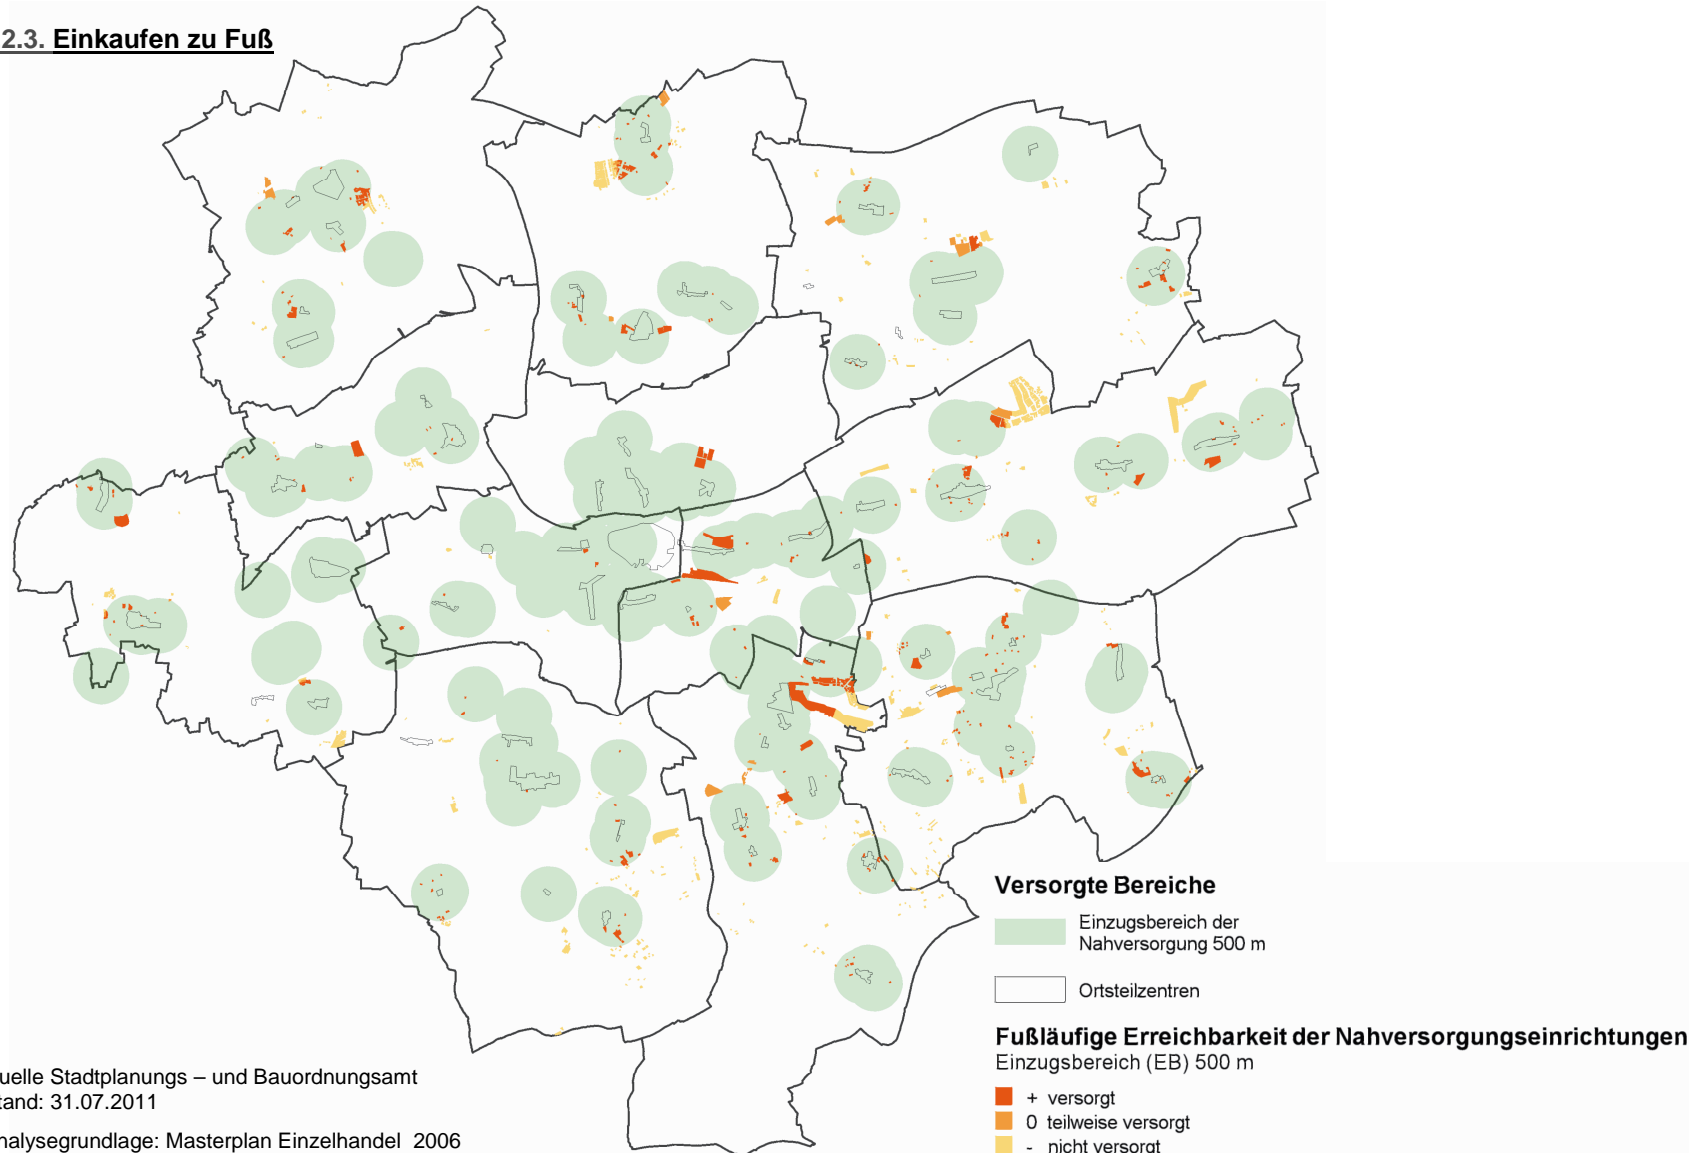 2.3. Einkaufen zu Fuß
Versorgte Bereiche
Einzugsbereich der
Nahversorgung 500 m
Ortsteilzentren
Fußläufige Erreichbarkeit der Nahversorgungseinrichtungen
Einzugsbereich (EB) 500 m
+ versorgt
0 teilweise versorgt
- nicht versorgt
uelle Stadtplanungs – und Bauordnungsamt
tand: 31.07.2011
nalysegrundlage: Masterplan Einzelhandel 2006